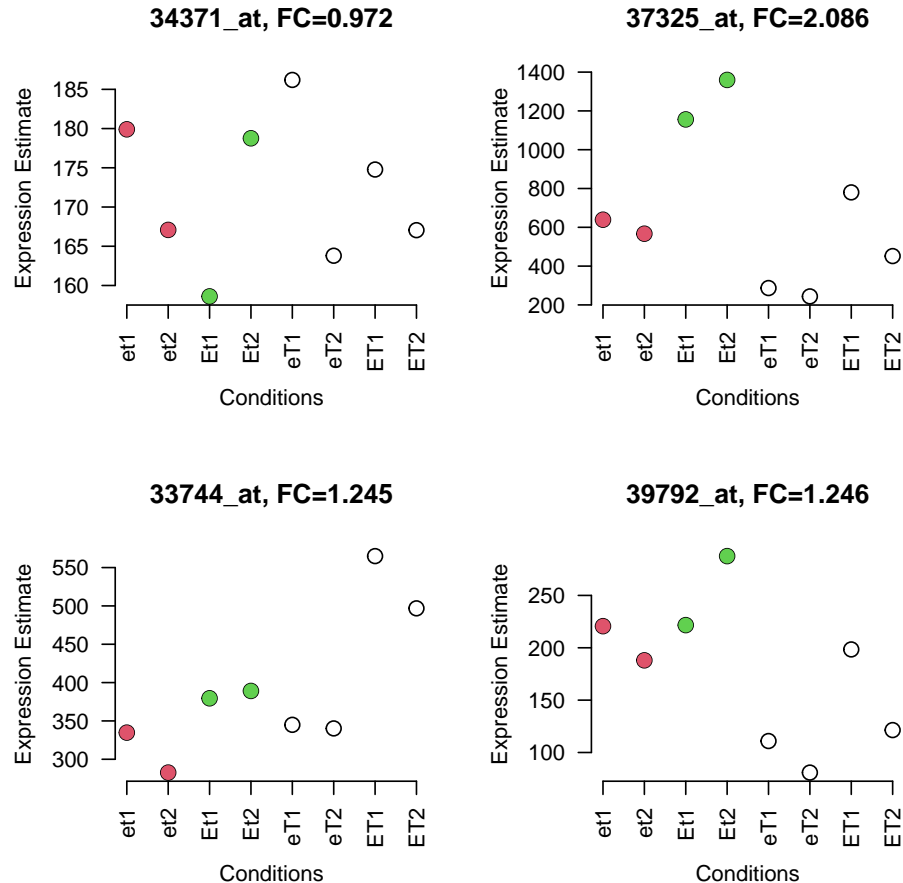 34371_at, FC=0.972
Expression Estimate
185
180
175
170
165
160
et1
et2
Et1
Et2
eT1
eT2
ET1
ET2
Conditions
37325_at, FC=2.086
Expression Estimate
1400
1200
1000
800
600
400
200
et1
et2
Et1
Et2
eT1
eT2
ET1
ET2
Conditions
33744_at, FC=1.245
Expression Estimate
550
500
450
400
350
300
et1
et2
Et1
Et2
eT1
eT2
ET1
ET2
Conditions
39792_at, FC=1.246
Expression Estimate
250
200
150
100
et1
et2
Et1
Et2
eT1
eT2
ET1
ET2
Conditions